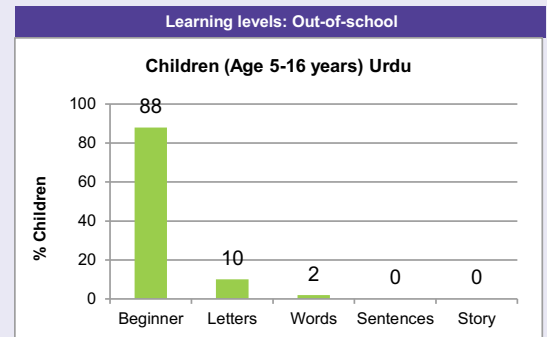 Learning levels: Out-of-school
Children (Age 5-16 years) Urdu
% Children
100
80
60
40
20
0
88
10
2
0
0
Beginner Letters Words Sentences Story